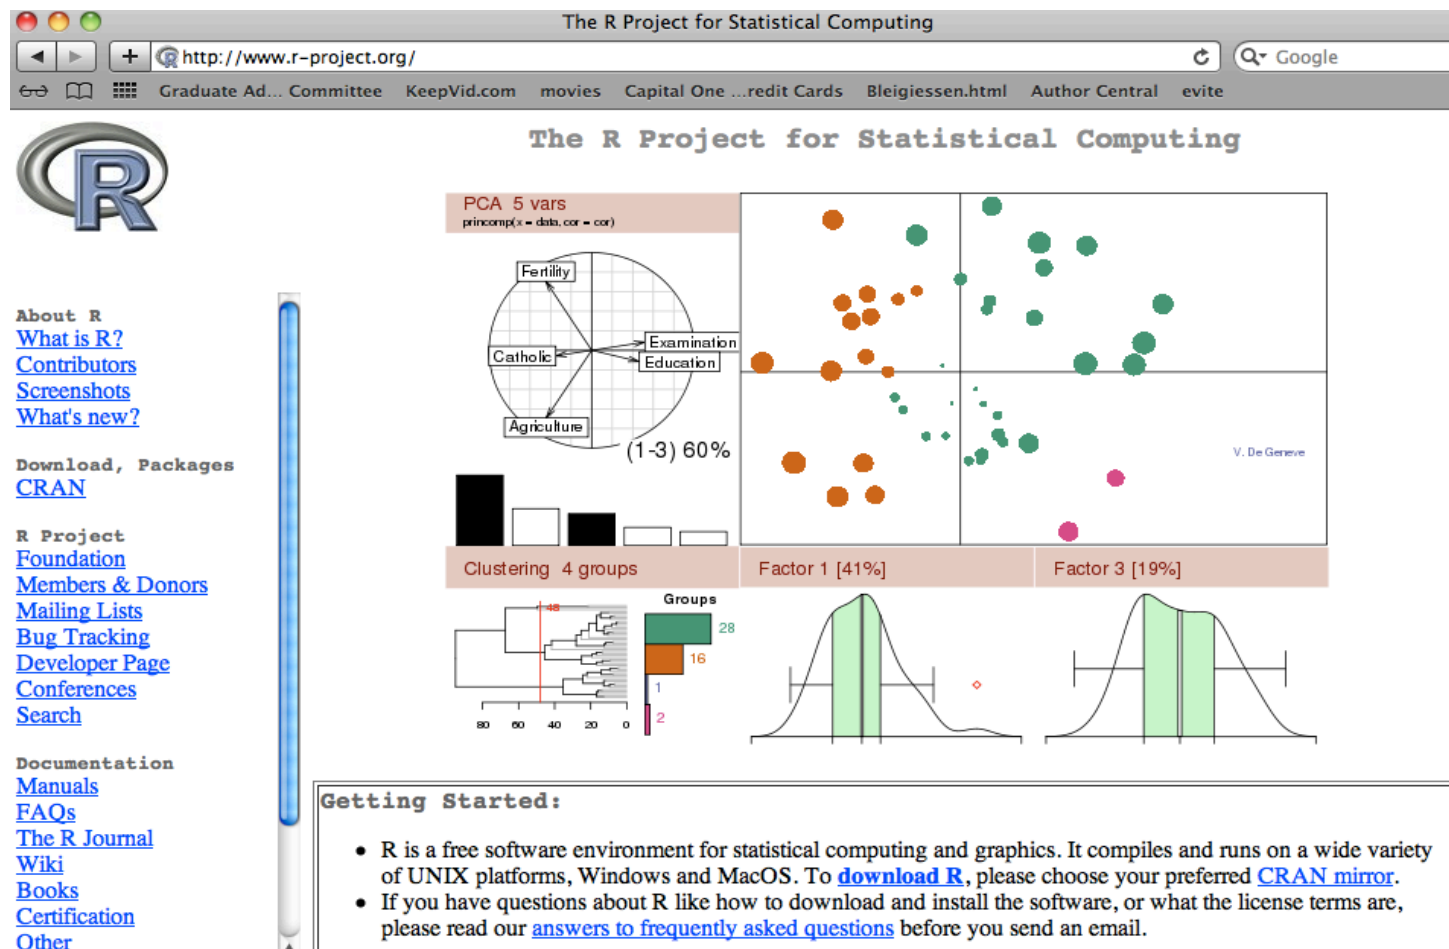 The R Project for Statistical Computing
http://www.r-project.org/
Google
Graduate Ad... Committee KeepVid.com movies Capital One ...redit Cards Bleigiessen.html Author Central evite
R
The R Project for Statistical Computing
About R
What is R?
Contributors
Screenshots
What's new?
Download, Packages
CRAN
R Project
Foundation
Members & Donors
Mailing Lists
Bug Tracking
Developer Page
Conferences
Search
Documentation
Manuals
FAQs
The R Journal
Wiki
Books
Certification
Other
PCA 5 vars
princomp(x = data, cor = cor)
Fertility
Examination
Catholic
Education
Agriculture
(1-3) 60%
V. De Geneve
Clustering 4 groups
Factor 1 [41%]
Factor 3 [19%]
48
Groups
28
16
1
2
80 60 40 20 0
Getting Started:
• R is a free software environment for statistical computing and graphics. It compiles and runs on a wide variety
of UNIX platforms, Windows and MacOS. To download R, please choose your preferred CRAN mirror.
• If you have questions about R like how to download and install the software, or what the license terms are,
please read our answers to frequently asked questions before you send an email.